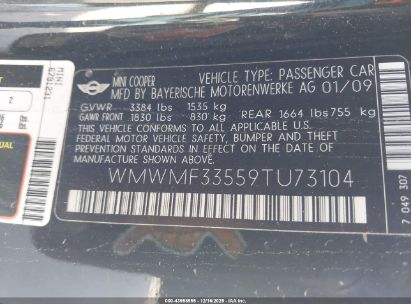 MINI COOPER VEHICLE TYPE: PASSENGER CAR
MFD BY BAYERISCHE MOTORENWERKE AG 01/09
GVWR 3384 lbs 1535 kg
GAWR FRONT 1830 lbs 830 kg REAR 1664 lbs 755 kg
THIS VEHICLE CONFORMS TO ALL APPLICABLE U.S.
FEDERAL MOTOR VEHICLE SAFETY, BUMPER AND THEFT
PREVENTION STANDARDS IN EFFECT ON THE DATE OF
MANUFACTURE SHOWN ABOVE.
WMWMF33559TU73104
7 049 307
MINI
2